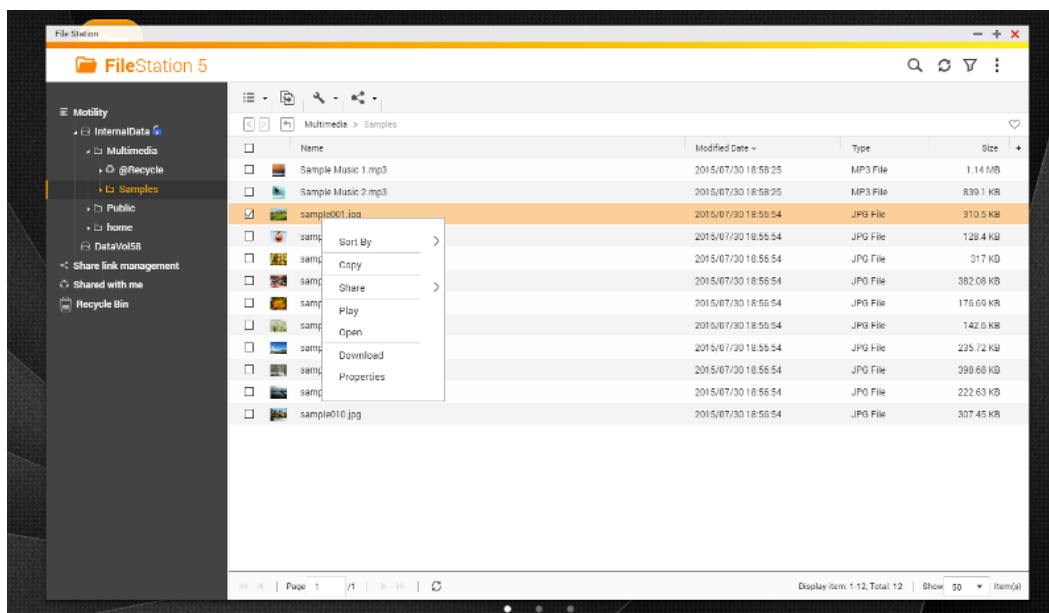 File Station
FileStation 5
Motility
InternalData
Multimedia
@Recycle
Samples
Public
home
DataVol58
Share link management
Shared with me
Recycle Bin
Multimedia > Samples
Name Modified Date Type Size
Sample Music 1.mp3 2015/07/30 18:58:25 MP3 File 1.14 MB
Sample Music 2.mp3 2015/07/30 18:58:25 MP3 File 839.1 KB
sample001.jpg 2015/07/30 18:56:54 JPG File 310.5 KB
samp 2015/07/30 18:56:54 JPG File 128.4 KB
samp 2015/07/30 18:56:54 JPG File 317 KB
samp 2015/07/30 18:56:54 JPG File 382.08 KB
samp 2015/07/30 18:56:54 JPG File 176.69 KB
samp 2015/07/30 18:56:54 JPG File 142.6 KB
samp 2015/07/30 18:56:54 JPG File 235.72 KB
samp 2015/07/30 18:56:54 JPG File 398.68 KB
samp 2015/07/30 18:56:54 JPG File 222.63 KB
sample010.jpg 2015/07/30 18:56:54 JPG File 307.45 KB
Sort By
Copy
Share
Play
Open
Download
Properties
Page 1 /1
Display item: 1-12, Total: 12 Show 50 Item(s)